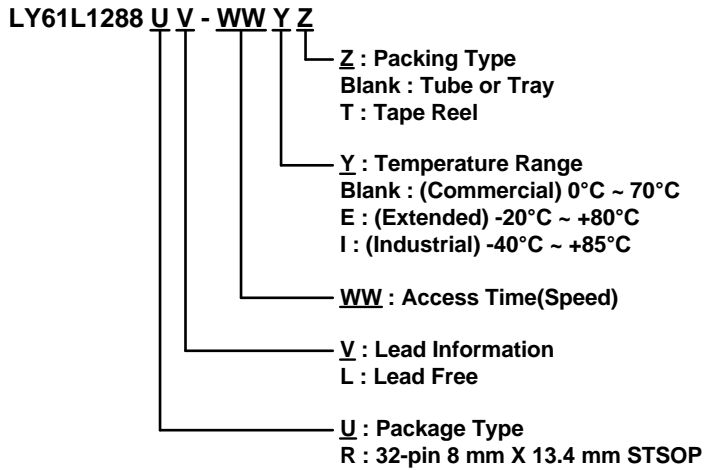 LY61L1288 U V - WW Y Z
Z : Packing Type
Blank : Tube or Tray
T : Tape Reel
Y : Temperature Range
Blank : (Commercial) 0°C ~ 70°C
E : (Extended) -20°C ~ +80°C
I : (Industrial) -40°C ~ +85°C
WW : Access Time(Speed)
V : Lead Information
L : Lead Free
U : Package Type
R : 32-pin 8 mm X 13.4 mm STSOP